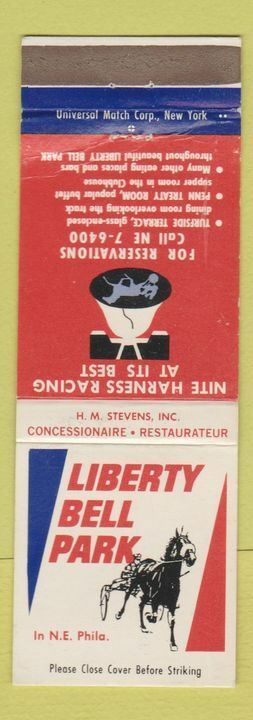 Universal Match Corp., New York
NITE HARNESS RACING
AT ITS BEST
FOR RESERVATIONS
Call NE 7-6400
• TURFSIDE TERRACE, glass-enclosed
dining room overlooking the track
• PENN TREATY ROOM, popular buffet
supper room in the Clubhouse
• Many other eating places and bars
throughout beautiful LIBERTY BELL PARK
H. M. STEVENS, INC.
CONCESSIONAIRE • RESTAURATEUR
LIBERTY
BELL
PARK
In N.E. Phila.
Please Close Cover Before Striking